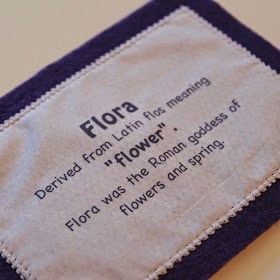 Flora
Derived from Latin flos meaning
"flower".
Flora was the Roman goddess of
flowers and spring.